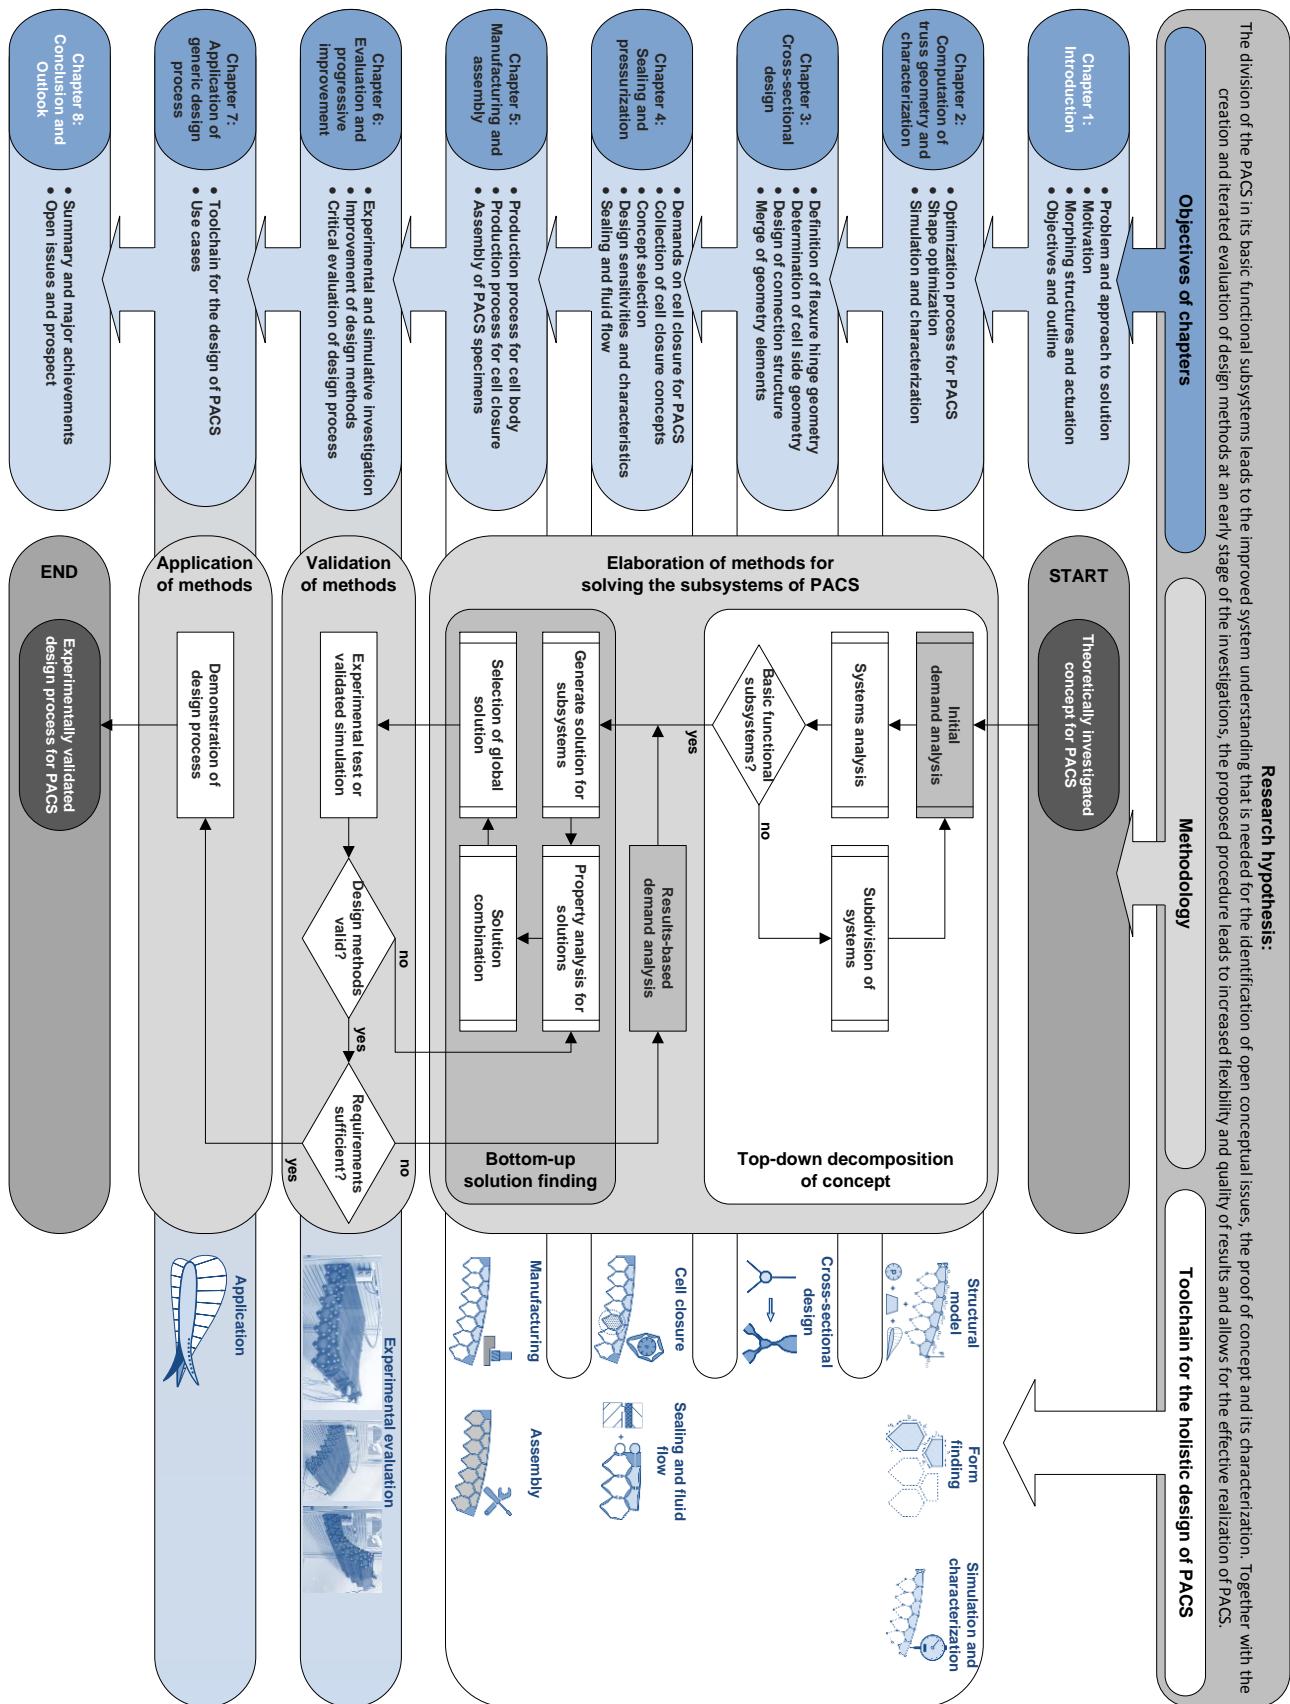 Research hypothesis:
The division of the PACS in its basic functional subsystems leads to the improved system understanding that is needed for the identification of open conceptual issues, the proof of concept and its characterization. Together with the
creation and iterated evaluation of design methods at an early stage of the investigations, the proposed procedure leads to increased flexibility and quality of results and allows for the effective realization of PACS.
Objectives of chapters
Methodology
Toolchain for the holistic design of PACS
Chapter 1:
Introduction
• Problem and approach to solution
• Motivation
• Morphing structures and actuation
• Objectives and outline
START
Theoretically investigated
concept for PACS
Chapter 2:
Computation of
truss geometry and
characterization
• Optimization process for PACS
• Shape optimization
• Simulation and characterization
Chapter 3:
Cross-sectional
design
• Definition of flexure hinge geometry
• Determination of cell side geometry
• Design of connection structure
• Merge of geometry elements
Chapter 4:
Sealing and
pressurization
• Demands on cell closure for PACS
• Collection of cell closure concepts
• Concept selection
• Design sensitivities and characteristics
• Sealing and fluid flow
Chapter 5:
Manufacturing and
assembly
• Production process for cell body
• Production process for cell closure
• Assembly of PACS specimens
Elaboration of methods for
solving the subsystems of PACS
Initial
demand analysis
Systems analysis
Subdivision of
systems
Basic functional
subsystems?
no
yes
Top-down decomposition
of concept
Results-based
demand analysis
Generate solution for
subsystems
Property analysis for
solutions
Selection of global
solution
Solution
combination
Bottom-up
solution finding
Structural
model
p
+
+
Form
finding
Simulation and
characterization
Cross-sectional
design
Cell closure
Sealing and fluid
flow
+
Manufacturing
Assembly
Chapter 6:
Evaluation and
progressive
improvement
• Experimental and simulative investigation
• Improvement of design methods
• Critical evaluation of design process
Validation
of methods
Experimental test or
validated simulation
Design methods
valid?
no
yes
Requirements
sufficient?
no
yes
Experimental evaluation
Chapter 7:
Application of
generic design
process
• Toolchain for the design of PACS
• Use cases
Application
of methods
Demonstration of
design process
Application
Chapter 8:
Conclusion and
Outlook
• Summary and major achievements
• Open issues and prospect
END
Experimentally validated
design process for PACS